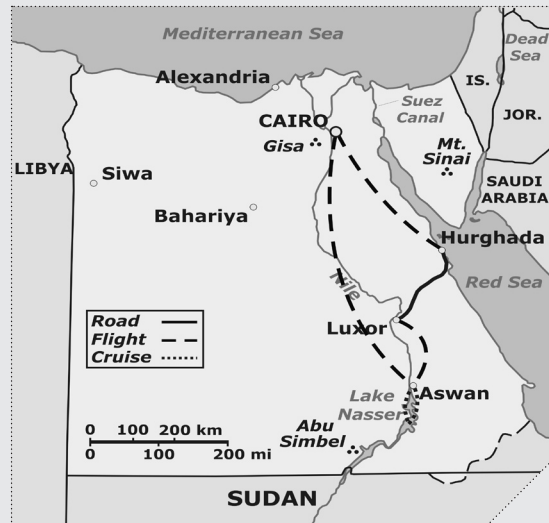 Mediterranean Sea
Dead
Sea
Alexandria
IS.
Suez
Canal
JOR.
CAIRO
Gisa
Mt.
Sinai
LIBYA
Siwa
SAUDI
ARABIA
Bahariya
Hurghada
Red Sea
Nile
Road
Flight
Cruise
Luxor
Lake
Nasser
Aswan
Abu
Simbel
0 100 200 km
0 100 200 mi
SUDAN